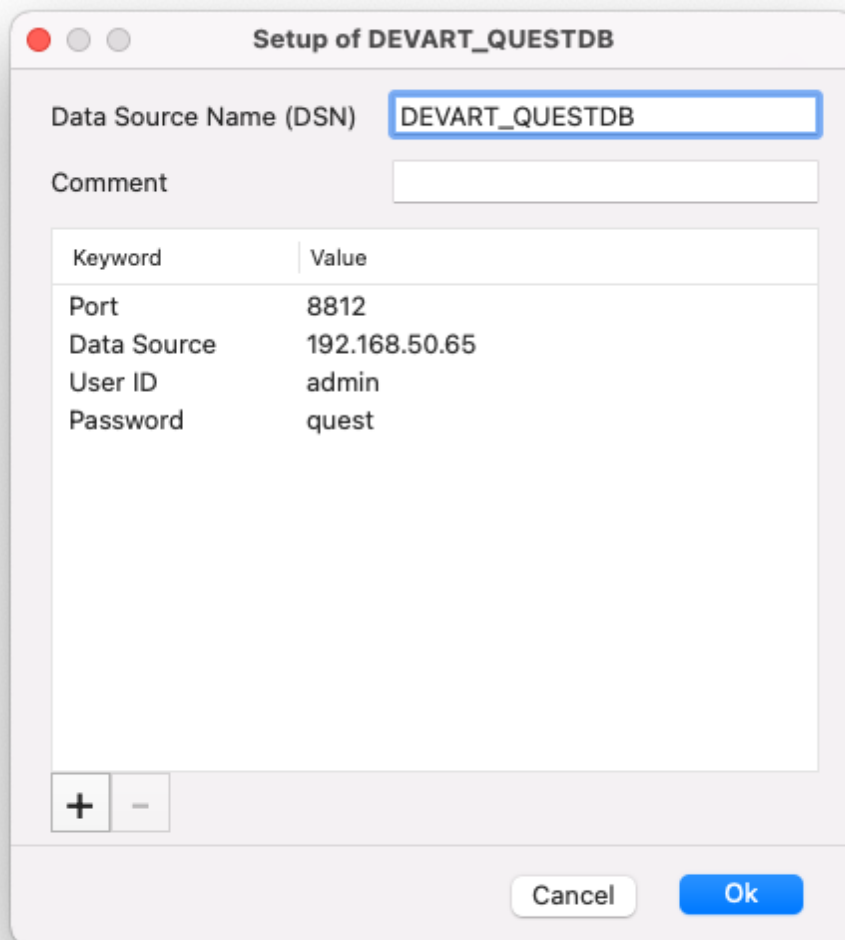 Setup of DEVART_QUESTDB
Data Source Name (DSN) DEVART_QUESTDB
Comment
Keyword Value
Port 8812
Data Source 192.168.50.65
User ID admin
Password quest
+ -
Cancel Ok